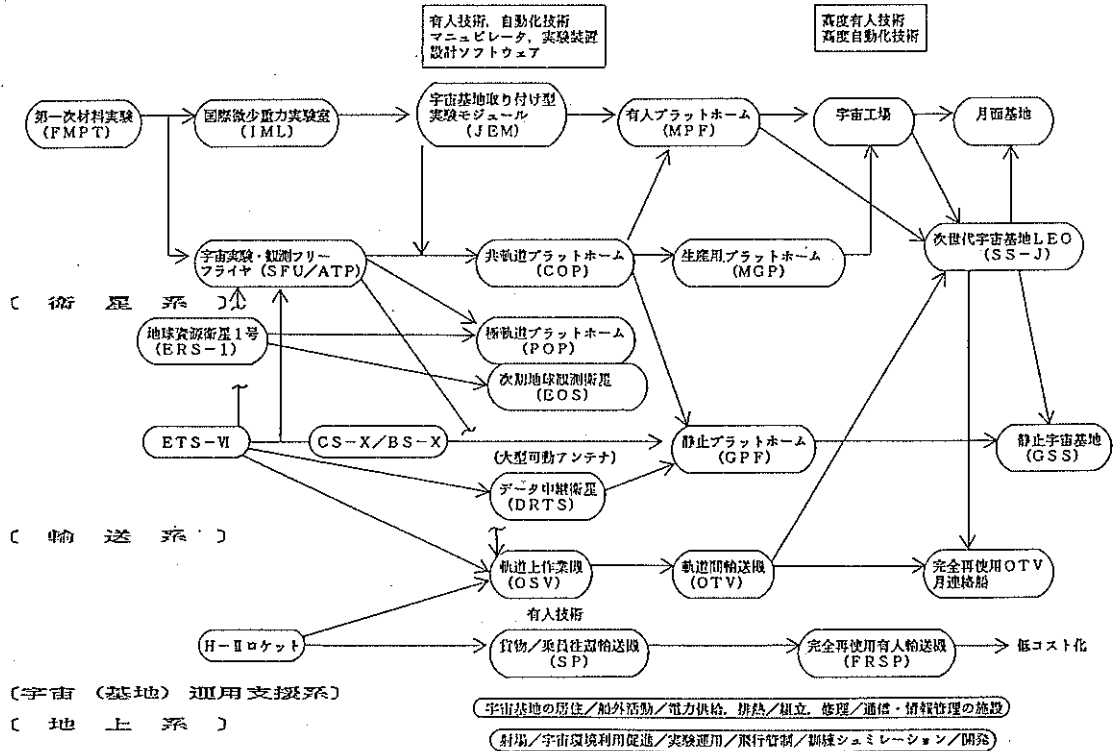 有人技術, 自動化技術
マニュピレータ, 実験装置
設計ソフトウェア
高度有人技術
高度自動化技術
第一次材料実験
(FMPT)
国際微少重力実験室
(IML)
宇宙基地取り付け型
実験モジュール
(JEM)
有人プラットホーム
(MPF)
宇宙工場
月面基地
宇宙実験・観測フリー
フライヤ(SFU/ATP)
共軌道プラットホーム
(COP)
生産用プラットホーム
(MGP)
次世代宇宙基地LEO
(SS-J)
〔 衛星系 〕
地球資源衛星1号
(ERS-1)
極軌道プラットホーム
(POP)
次期地球観測衛星
(EOS)
ETS-Ⅵ
CS-X/BS-X
(大型可動アンテナ)
静止プラットホーム
(GPF)
静止宇宙基地
(GSS)
データ中継衛星
(DRTS)
〔 輸送系 〕
軌道上作業機
(OSV)
軌道間輸送機
(OTV)
完全再使用OTV
月連絡船
有人技術
H-Ⅱロケット
貨物/乗員往還輸送機
(SP)
完全再使用有人輸送機
(FRSP)
低コスト化
〔宇宙(基地)運用支援系〕
宇宙基地の居住/船外活動/電力供給, 排熱/組立, 修理/通信・情報管理の施設
〔 地上系 〕
射場/宇宙環境利用促進/実験運用/飛行管制/訓練シュミレーション/開発